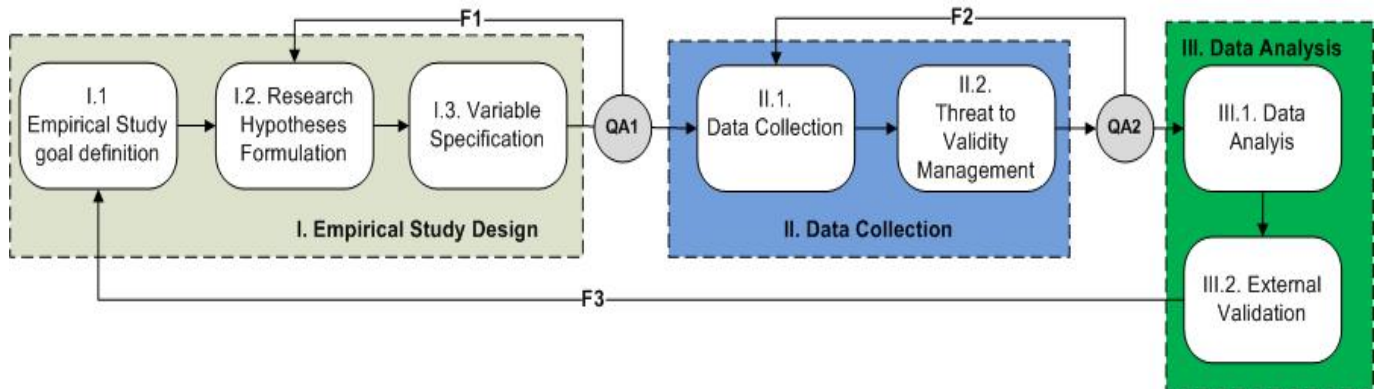 F1
F2
I.1
Empirical Study
goal definition
I.2. Research
Hypotheses
Formulation
I.3. Variable
Specification
QA1
I. Empirical Study Design
II.1.
Data Collection
II.2.
Threat to
Validity
Management
QA2
II. Data Collection
III. Data Analysis
III.1. Data
Analyis
III.2. External
Validation
F3